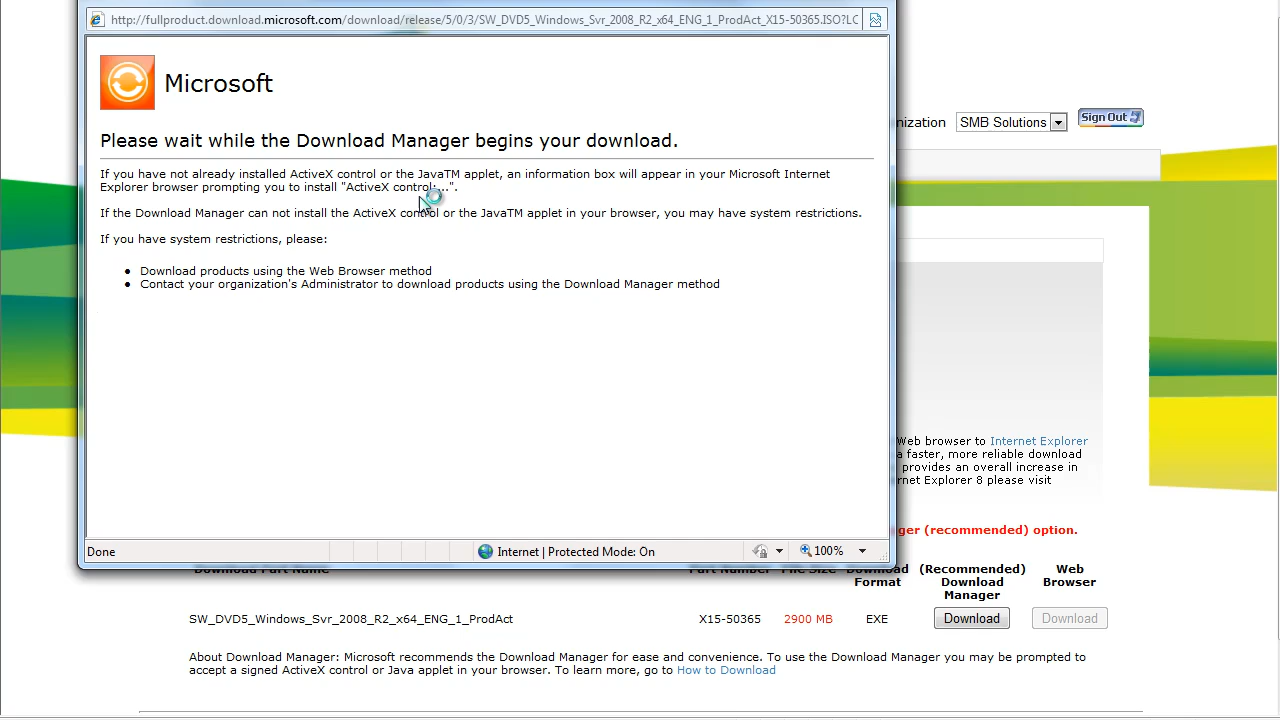 http://fullproduct.download.microsoft.com/download/release/5/0/3/SW_DVD5_Windows_Svr_2008_R2_x64_ENG_1_ProdAct_X15-50365.ISO?LC
Microsoft
nization SMB Solutions Sign Out
Please wait while the Download Manager begins your download.
If you have not already installed ActiveX control or the JavaTM applet, an information box will appear in your Microsoft Internet
Explorer browser prompting you to install "ActiveX control:...".
If the Download Manager can not install the ActiveX control or the JavaTM applet in your browser, you may have system restrictions.
If you have system restrictions, please:
• Download products using the Web Browser method
• Contact your organization's Administrator to download products using the Download Manager method
Web browser to Internet Explorer
a faster, more reliable download
provides an overall increase in
rnet Explorer 8 please visit
ger (recommended) option.
Done Internet | Protected Mode: On 100%
Download Part Name Part Number File Size Download Format (Recommended) Download Manager Web Browser
SW_DVD5_Windows_Svr_2008_R2_x64_ENG_1_ProdAct X15-50365 2900 MB EXE Download Download
About Download Manager: Microsoft recommends the Download Manager for ease and convenience. To use the Download Manager you may be prompted to
accept a signed ActiveX control or Java applet in your browser. To learn more, go to How to Download